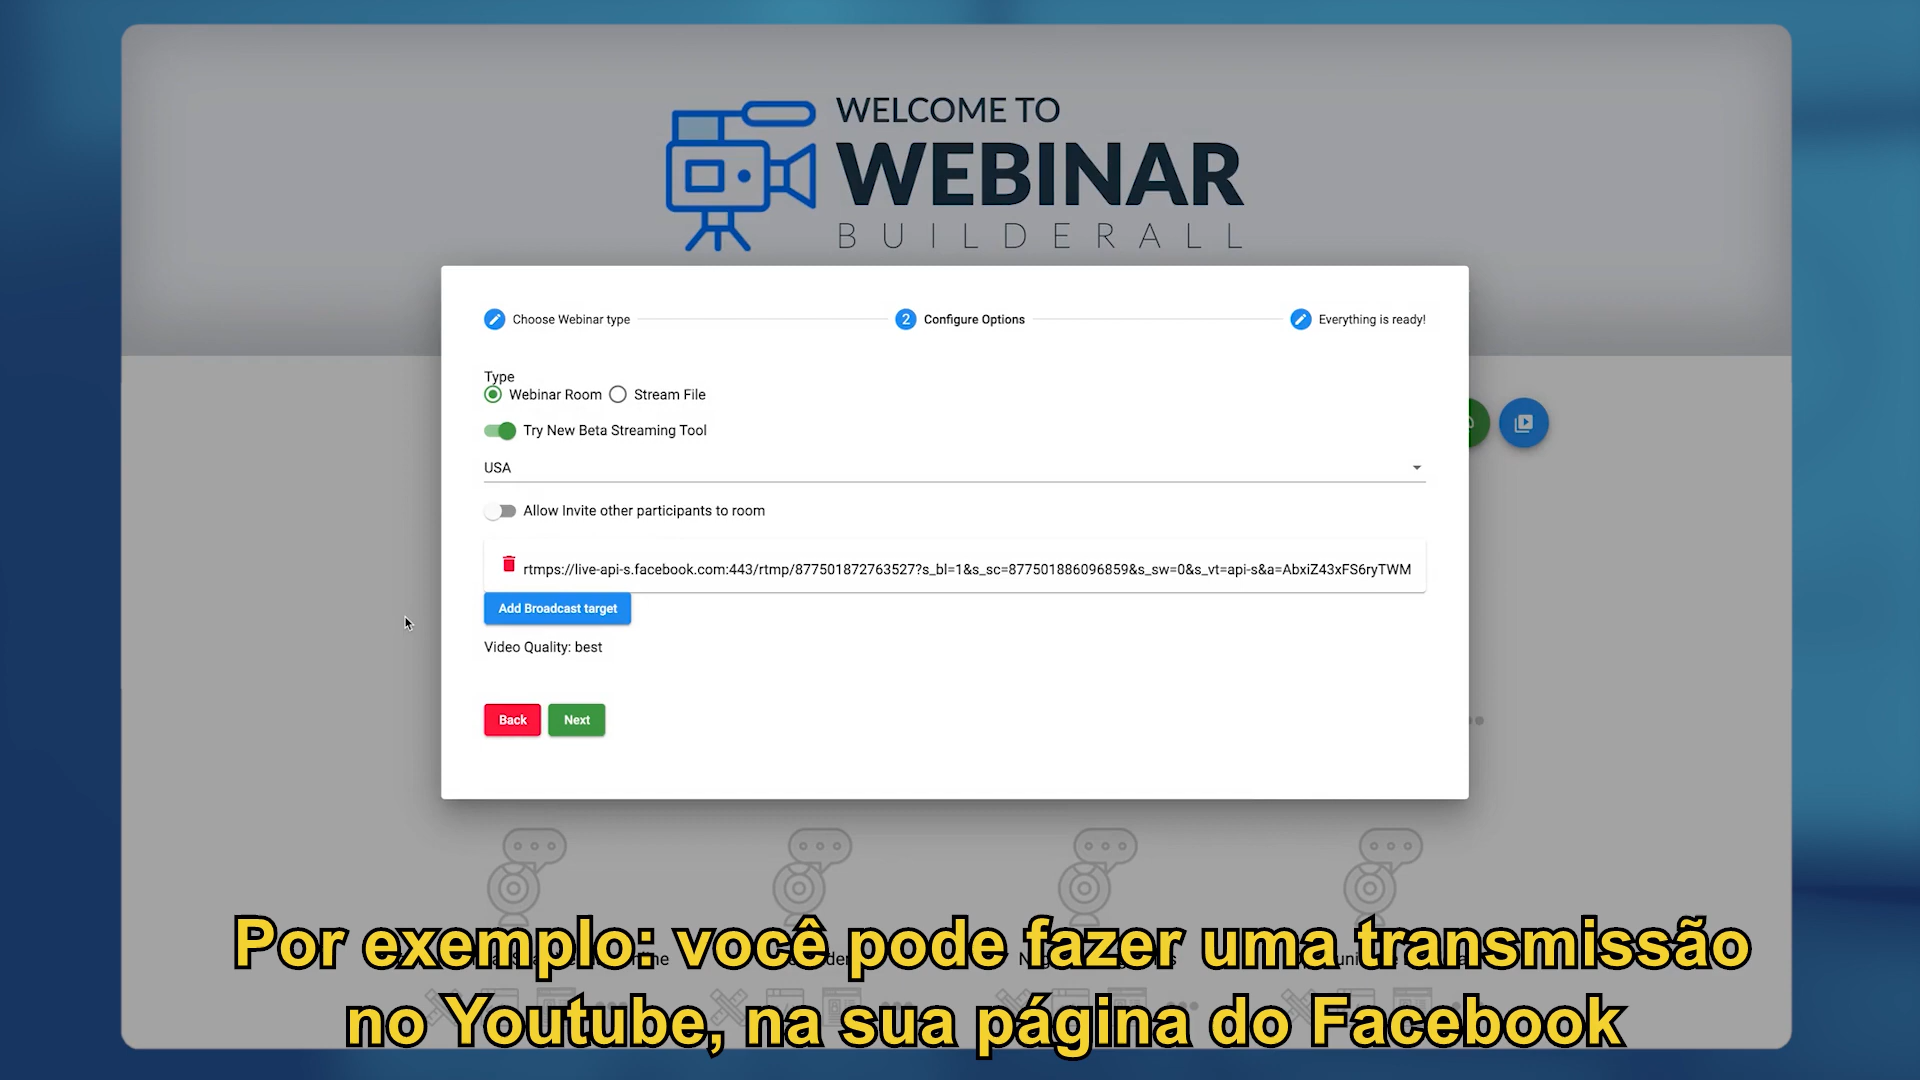 WELCOME TO
WEBINAR
BUILDERALL
Choose Webinar type
2 Configure Options
Everything is ready!
Type
Webinar Room
Stream File
Try New Beta Streaming Tool
USA
Allow Invite other participants to room
rtmps://live-api-s.facebook.com:443/rtmp/877501872763527?s_bl=1&s_sc=877501886096859&s_sw=0&s_vt=api-s&a=AbxiZ43xFS6ryTWM
Add Broadcast target
Video Quality: best
Back
Next
Por exemplo: você pode fazer uma transmissão
no Youtube, na sua página do Facebook